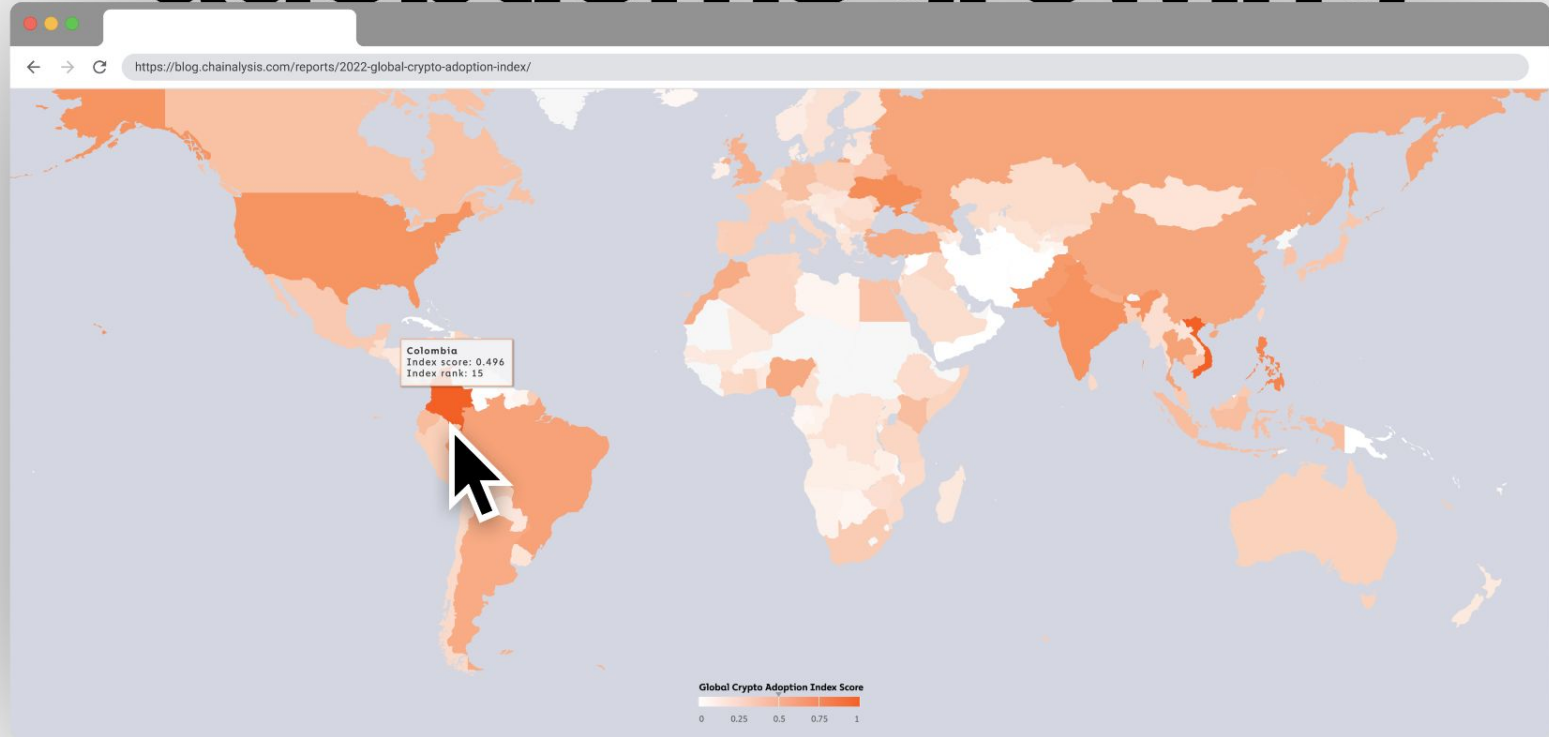 https://blog.chainalysis.com/reports/2022-global-crypto-adoption-index/
Colombia
Index score: 0.496
Index rank: 15
Global Crypto Adoption Index Score
0 0.25 0.5 0.75 1